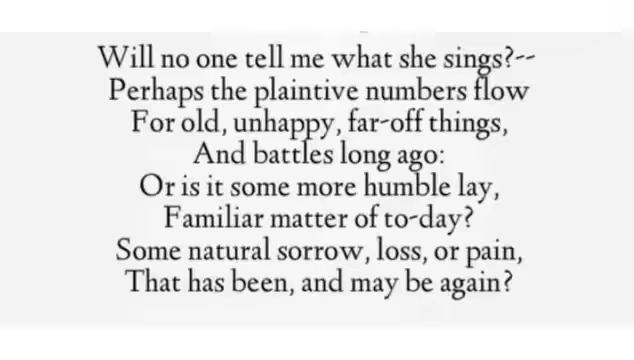 Will no one tell me what she sings?--
Perhaps the plaintive numbers flow
For old, unhappy, far-off things,
And battles long ago:
Or is it some more humble lay,
Familiar matter of to-day?
Some natural sorrow, loss, or pain,
That has been, and may be again?